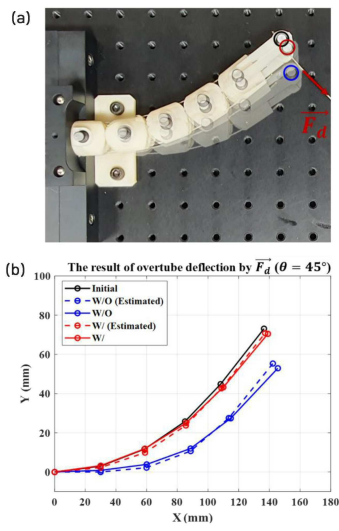 (a)
F_d
(b)
The result of overtube deflection by F_d (θ = 45°)
100
80
60
40
20
0
Y (mm)
Initial
W/O (Estimated)
W/O
W/ (Estimated)
W/
0 20 40 60 80 100 120 140 160 180
X (mm)